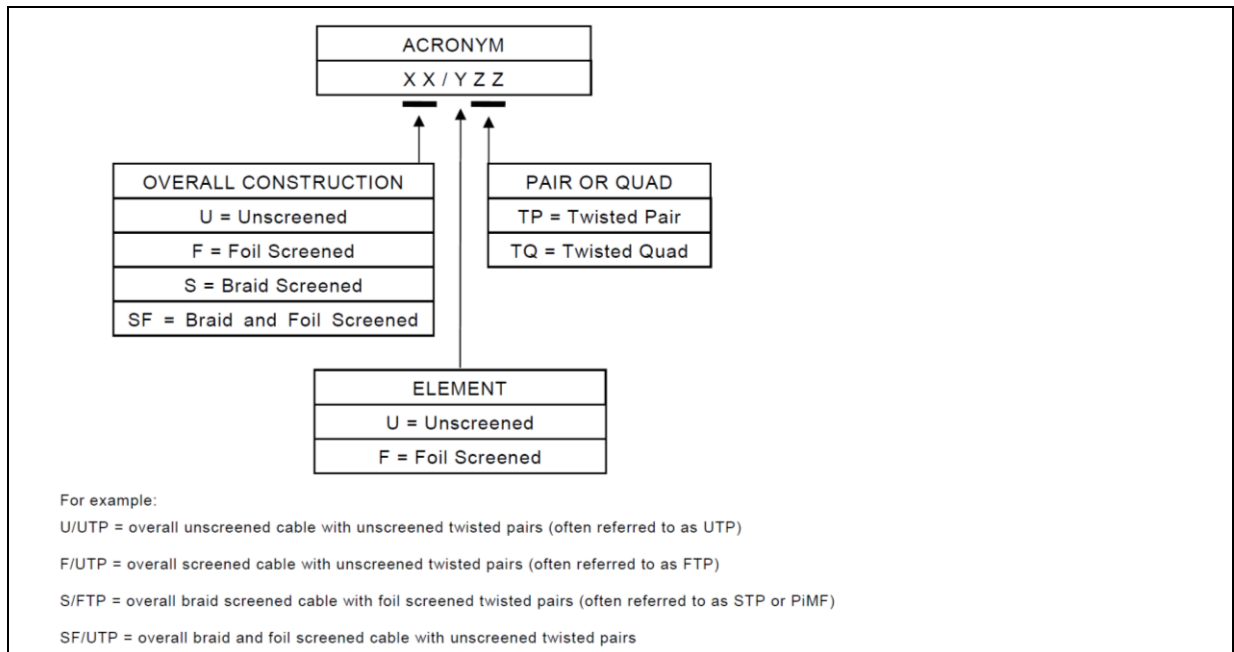 ACRONYM
X X / Y Z Z
OVERALL CONSTRUCTION
U = Unscreened
F = Foil Screened
S = Braid Screened
SF = Braid and Foil Screened
PAIR OR QUAD
TP = Twisted Pair
TQ = Twisted Quad
ELEMENT
U = Unscreened
F = Foil Screened
For example:
U/UTP = overall unscreened cable with unscreened twisted pairs (often referred to as UTP)
F/UTP = overall screened cable with unscreened twisted pairs (often referred to as FTP)
S/FTP = overall braid screened cable with foil screened twisted pairs (often referred to as STP or PiMF)
SF/UTP = overall braid and foil screened cable with unscreened twisted pairs